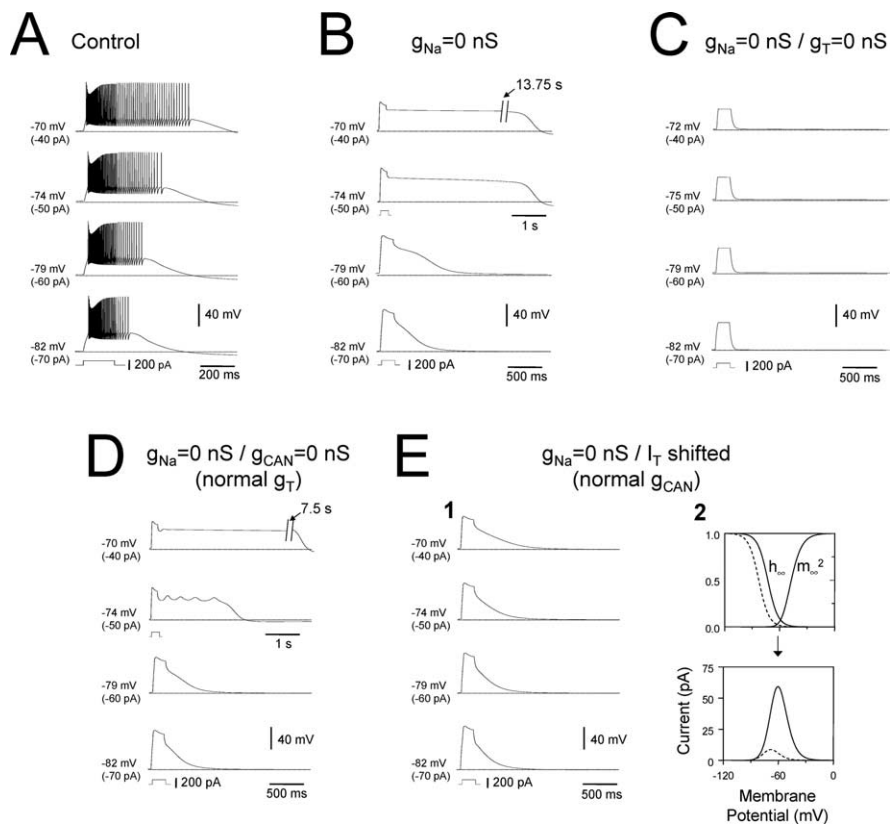 A Control
-70 mV
(-40 pA)
-74 mV
(-50 pA)
-79 mV
(-60 pA)
40 mV
-82 mV
(-70 pA)
200 pA
200 ms
B gNa=0 nS
13.75 s
-70 mV
(-40 pA)
-74 mV
(-50 pA)
1 s
-79 mV
(-60 pA)
40 mV
-82 mV
(-70 pA)
200 pA
500 ms
C gNa=0 nS / gT=0 nS
-72 mV
(-40 pA)
-75 mV
(-50 pA)
-79 mV
(-60 pA)
40 mV
-82 mV
(-70 pA)
200 pA
500 ms
D gNa=0 nS / gCAN=0 nS
(normal gT)
7.5 s
-70 mV
(-40 pA)
-74 mV
(-50 pA)
1 s
-79 mV
(-60 pA)
40 mV
-82 mV
(-70 pA)
200 pA
500 ms
E gNa=0 nS / IT shifted
(normal gCAN)
1
-70 mV
(-40 pA)
-74 mV
(-50 pA)
-79 mV
(-60 pA)
40 mV
-82 mV
(-70 pA)
200 pA
500 ms
2
1.0
0.5
0.0
h∞ m∞²
75
50
25
0
Current (pA)
-120 -60 0
Membrane
Potential (mV)